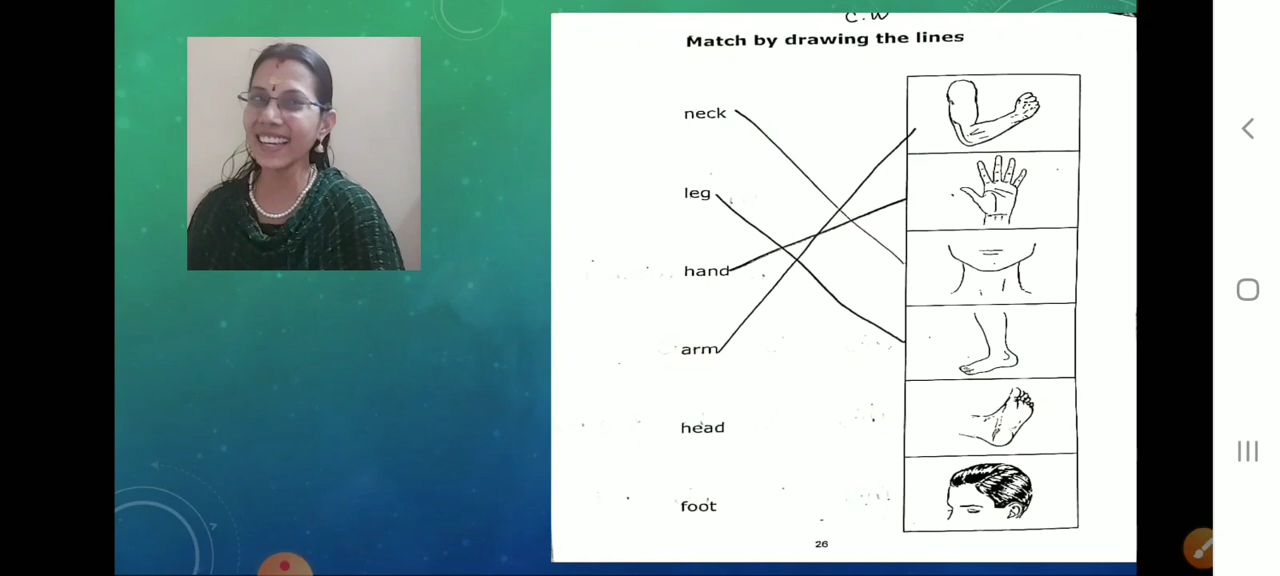 C.W
Match by drawing the lines
neck
leg
hand
arm
head
foot
26